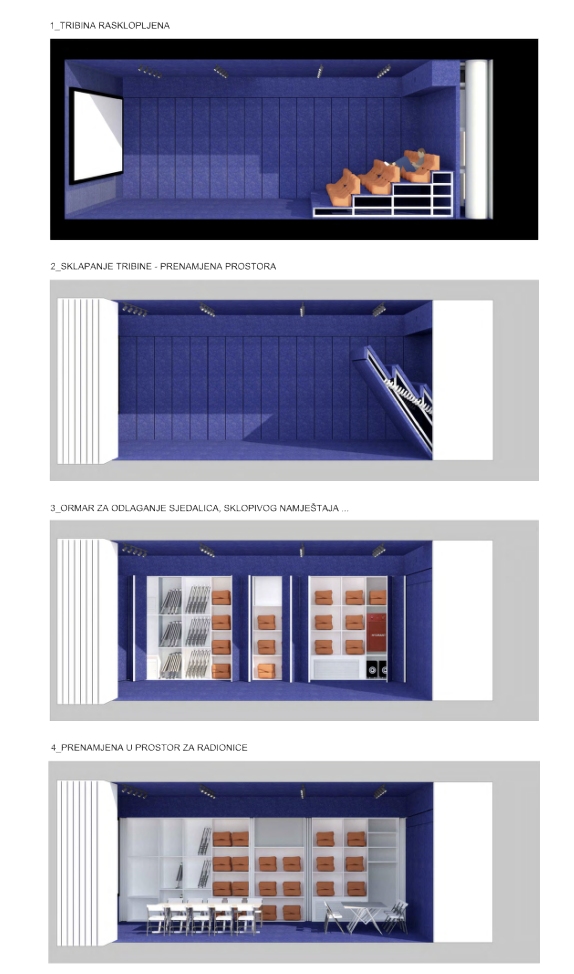 1_TRIBINA RASKLOPLJENA
2_SKLAPANJE TRIBINE - PRENAMJENA PROSTORA
3_ORMAR ZA ODLAGANJE SJEDALICA, SKLOPIVOG NAMJEŠTAJA ...
4_PRENAMJENA U PROSTOR ZA RADIONICE